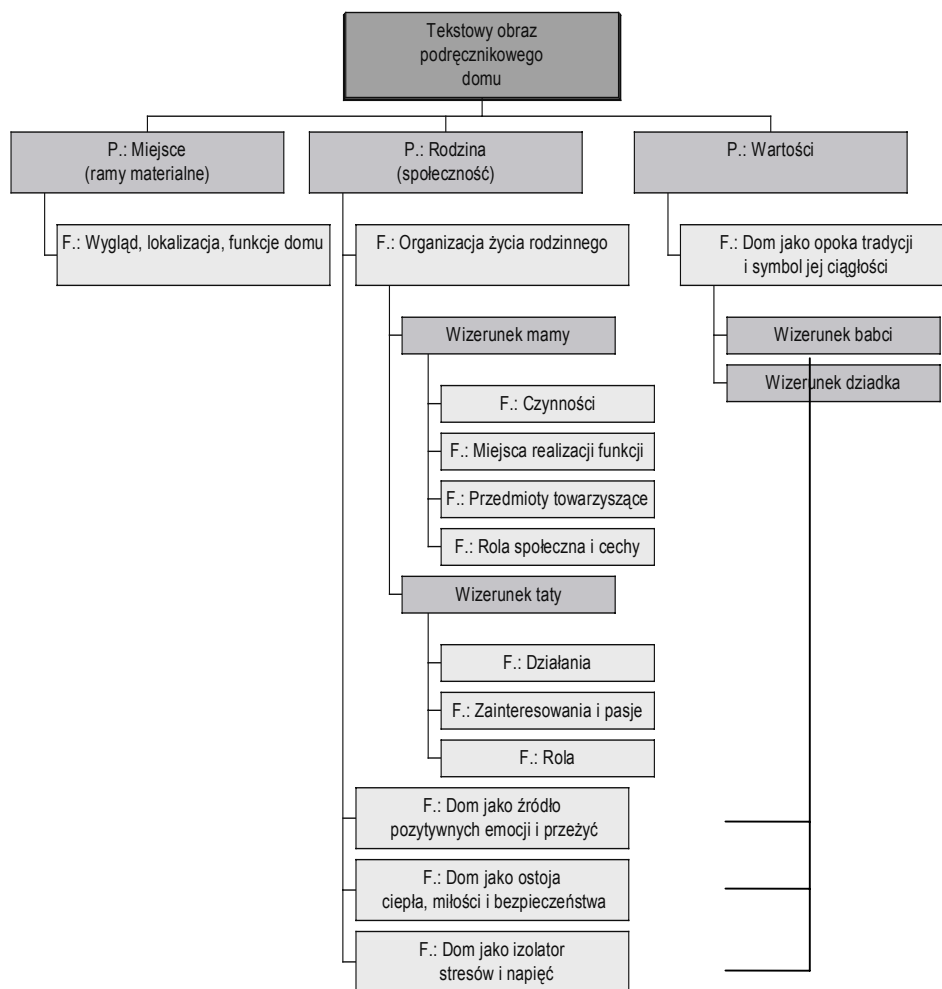 Tekstowy obraz
podręcznikowego
domu
P.: Miejsce
(ramy materialne)
F.: Wygląd, lokalizacja, funkcje domu
P.: Rodzina
(społeczność)
F.: Organizacja życia rodzinnego
Wizerunek mamy
F.: Czynności
F.: Miejsca realizacji funkcji
F.: Przedmioty towarzyszące
F.: Rola społeczna i cechy
Wizerunek taty
F.: Działania
F.: Zainteresowania i pasje
F.: Rola
F.: Dom jako źródło
pozytywnych emocji i przeżyć
F.: Dom jako ostoja
ciepła, miłości i bezpieczeństwa
F.: Dom jako izolator
stresów i napięć
P.: Wartości
F.: Dom jako opoka tradycji
i symbol jej ciągłości
Wizerunek babci
Wizerunek dziadka